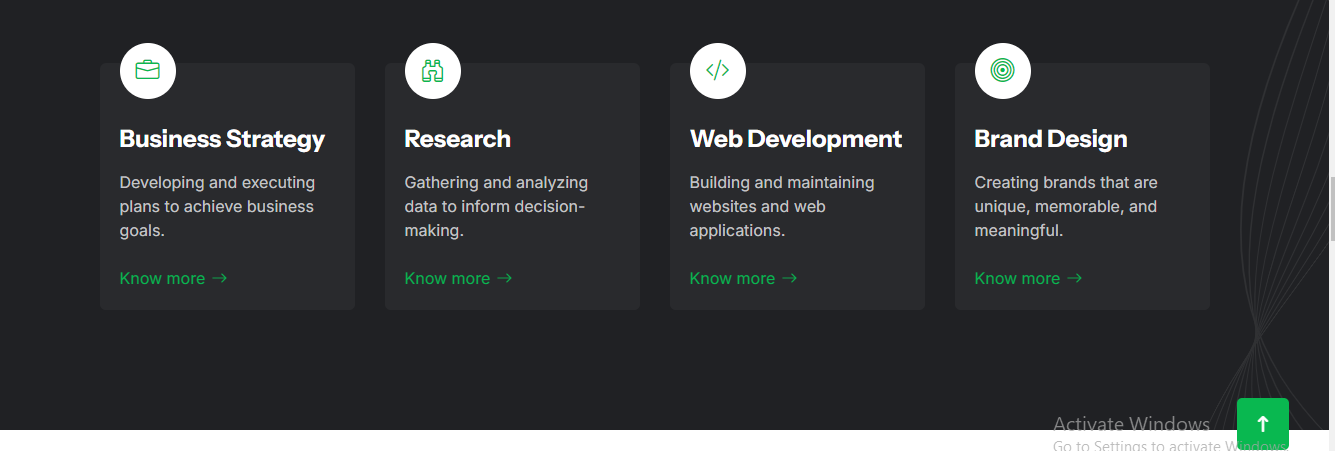 Business Strategy
Developing and executing
plans to achieve business
goals.
Know more →
Research
Gathering and analyzing
data to inform decision-
making.
Know more →
Web Development
Building and maintaining
websites and web
applications.
Know more →
Brand Design
Creating brands that are
unique, memorable, and
meaningful.
Know more →
Activate Windows
Go to Settings to activate Windows.